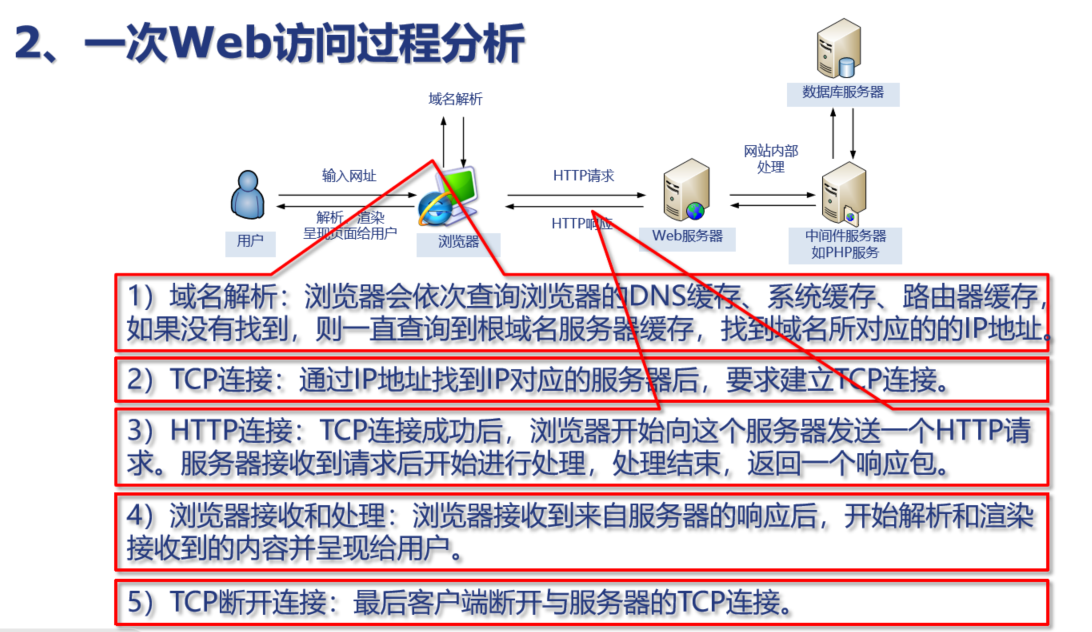 2、一次Web访问过程分析
数据库服务器
域名解析
网站内部
处理
输入网址
HTTP请求
解析、渲染
呈现页面给用户
HTTP响应
用户
浏览器
Web服务器
中间件服务器
如PHP服务
1）域名解析：浏览器会依次查询浏览器的DNS缓存、系统缓存、路由器缓存，
如果没有找到，则一直查询到根域名服务器缓存，找到域名所对应的的IP地址。
2）TCP连接：通过IP地址找到IP对应的服务器后，要求建立TCP连接。
3）HTTP连接：TCP连接成功后，浏览器开始向这个服务器发送一个HTTP请
求。服务器接收到请求后开始进行处理，处理结束，返回一个响应包。
4）浏览器接收和处理：浏览器接收到来自服务器的响应后，开始解析和渲染
接收到的内容并呈现给用户。
5）TCP断开连接：最后客户端断开与服务器的TCP连接。